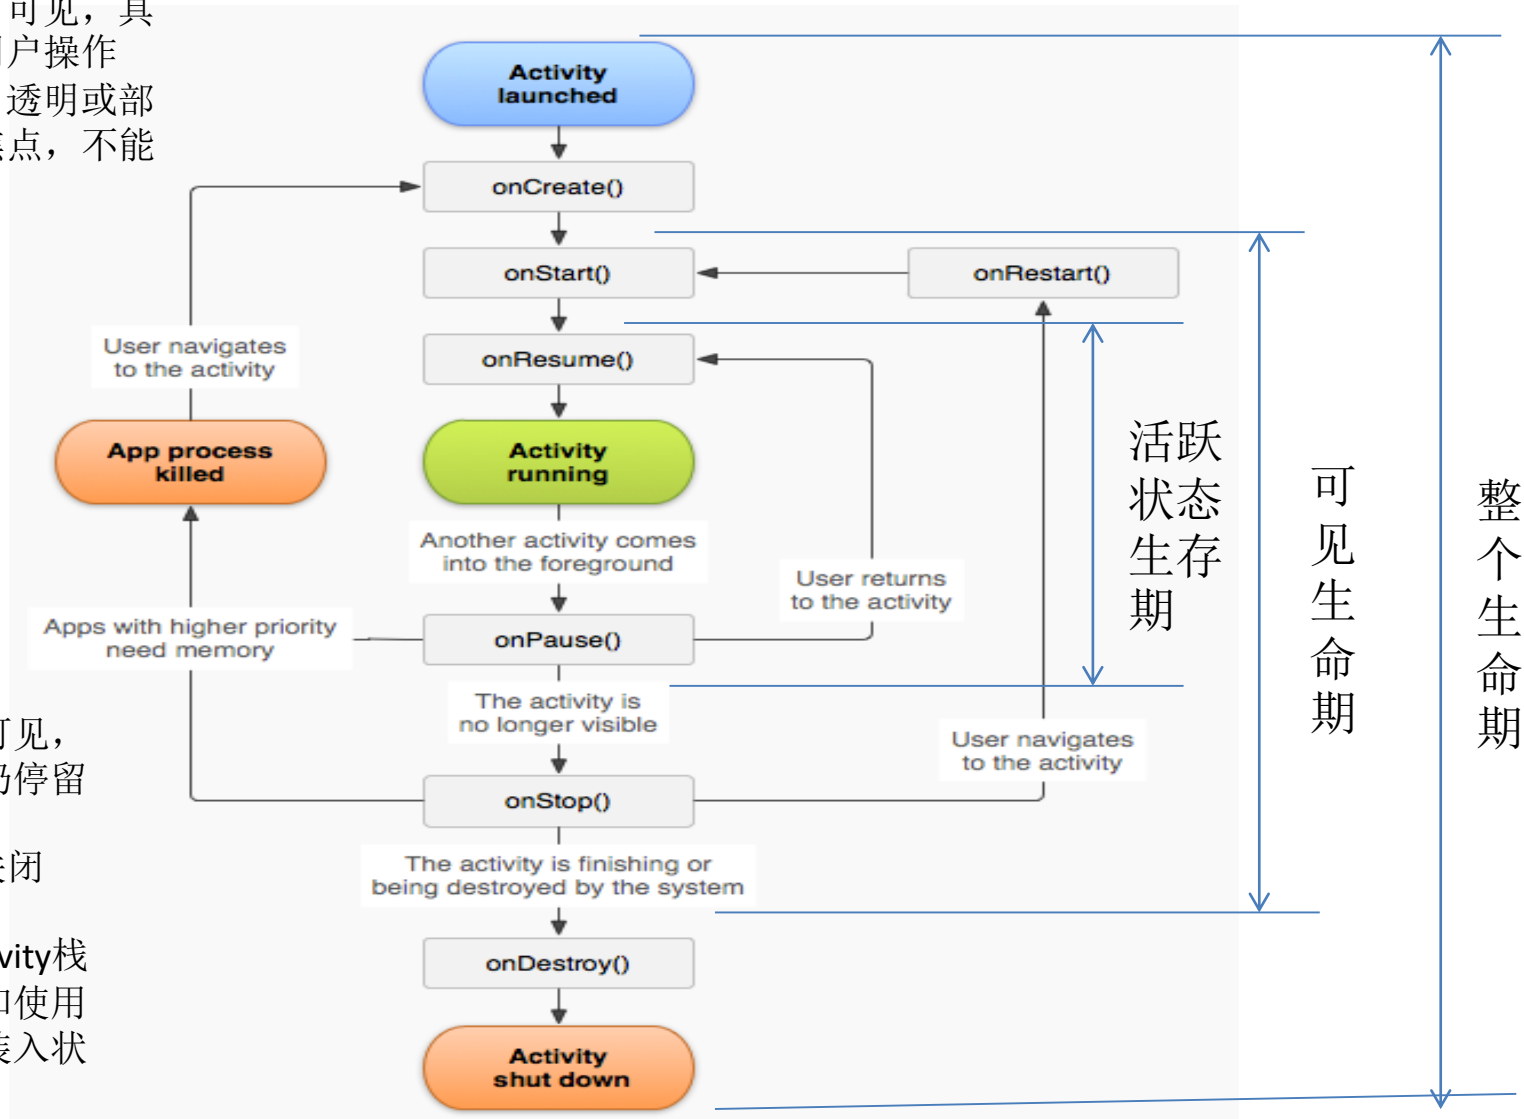 可见，具
户操作
透明或部
焦点，不能
Activity
launched
onCreate()
onStart()
onRestart()
User navigates
to the activity
onResume()
App process
killed
Activity
running
Another activity comes
into the foreground
User returns
to the activity
Apps with higher priority
need memory
onPause()
The activity is
no longer visible
User navigates
to the activity
onStop()
The activity is finishing or
being destroyed by the system
onDestroy()
Activity
shut down
活跃
状态
生存
期
可
见
生
命
期
整
个
生
命
期
可见，
仍停留
关闭
vity栈
和使用
装入状